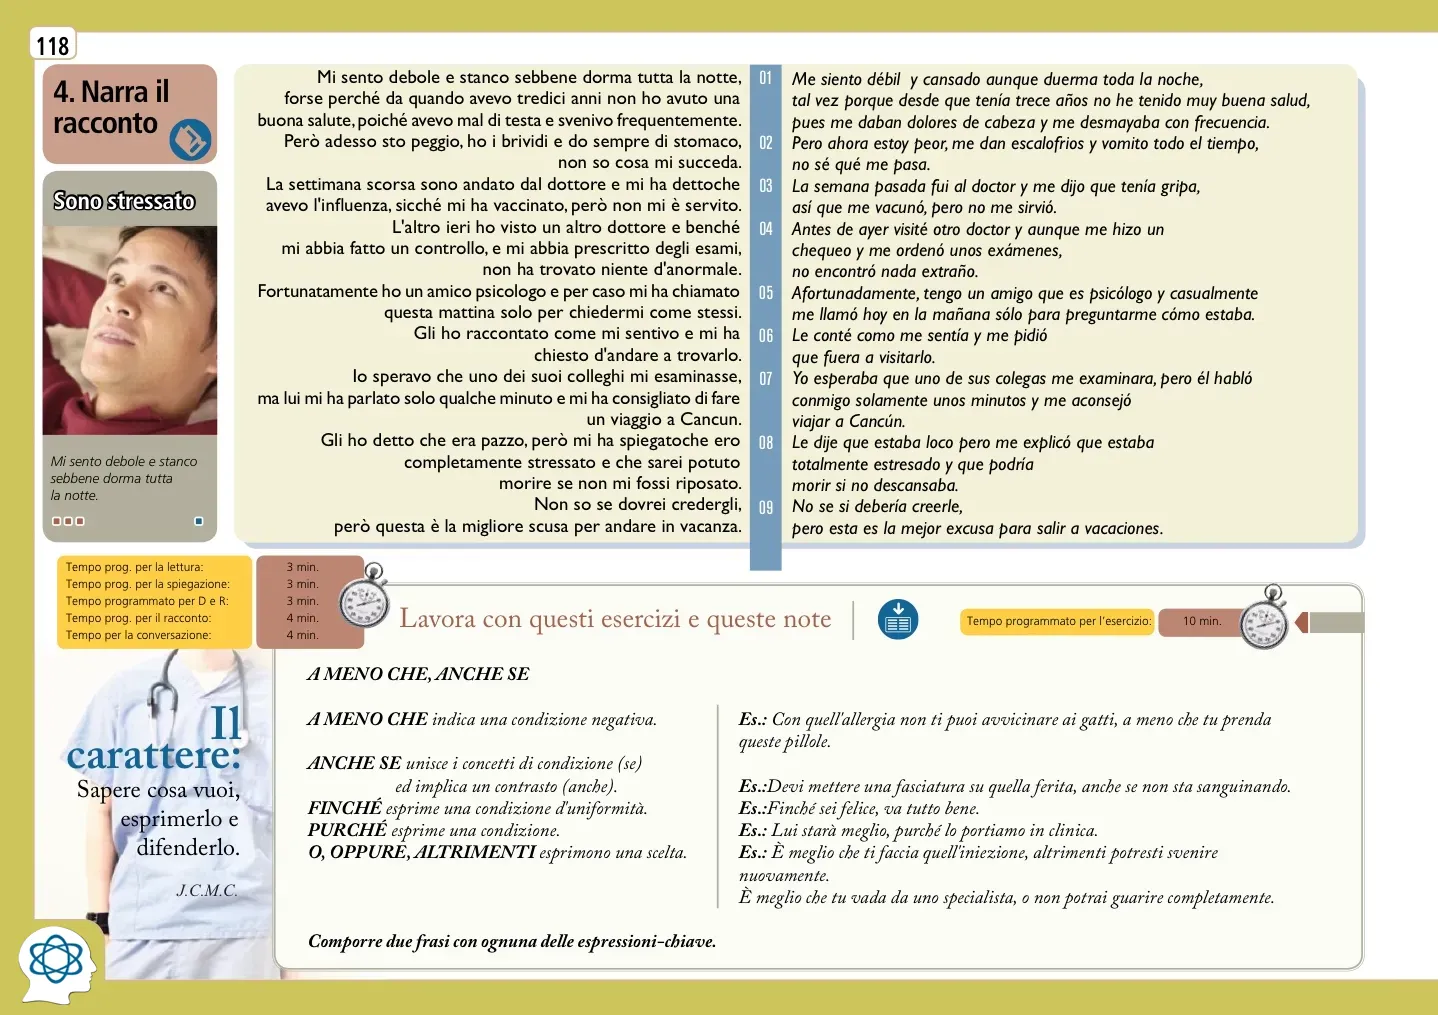 118
4. Narra il
racconto
Sono stressato
Mi sento debole e stanco
sebbene dorma tutta
la notte.
Mi sento debole e stanco sebbene dorma tutta la notte,
forse perché da quando avevo tredici anni non ho avuto una
buona salute, poiché avevo mal di testa e svenivo frequentemente.
Però adesso sto peggio, ho i brividi e do sempre di stomaco,
non so cosa mi succeda.
La settimana scorsa sono andato dal dottore e mi ha dettoche
avevo l'influenza, sicché mi ha vaccinato, però non mi è servito.
L'altro ieri ho visto un altro dottore e benché
mi abbia fatto un controllo, e mi abbia prescritto degli esami,
non ha trovato niente d'anormale.
Fortunatamente ho un amico psicologo e per caso mi ha chiamato
questa mattina solo per chiedermi come stessi.
Gli ho raccontato come mi sentivo e mi ha
chiesto d'andare a trovarlo.
Io speravo che uno dei suoi colleghi mi esaminasse,
ma lui mi ha parlato solo qualche minuto e mi ha consigliato di fare
un viaggio a Cancun.
Gli ho detto che era pazzo, però mi ha spiegatoche ero
completamente stressato e che sarei potuto
morire se non mi fossi riposato.
Non so se dovrei credergli,
però questa è la migliore scusa per andare in vacanza.
01
02
03
04
05
06
07
08
09
Me siento débil y cansado aunque duerma toda la noche,
tal vez porque desde que tenía trece años no he tenido muy buena salud,
pues me daban dolores de cabeza y me desmayaba con frecuencia.
Pero ahora estoy peor, me dan escalofrios y vomito todo el tiempo,
no sé qué me pasa.
La semana pasada fui al doctor y me dijo que tenía gripa,
así que me vacunó, pero no me sirvió.
Antes de ayer visité otro doctor y aunque me hizo un
chequeo y me ordenó unos exámenes,
no encontró nada extraño.
Afortunadamente, tengo un amigo que es psicólogo y casualmente
me llamó hoy en la mañana sólo para preguntarme cómo estaba.
Le conté como me sentía y me pidió
que fuera a visitarlo.
Yo esperaba que uno de sus colegas me examinara, pero él habló
conmigo solamente unos minutos y me aconsejó
viajar a Cancún.
Le dije que estaba loco pero me explicó que estaba
totalmente estresado y que podría
morir si no descansaba.
No se si debería creerle,
pero esta es la mejor excusa para salir a vacaciones.
Tempo prog. per la lettura: 3 min.
Tempo prog. per la spiegazione: 3 min.
Tempo programmato per D e R: 3 min.
Tempo prog. per il racconto: 4 min.
Tempo per la conversazione: 4 min.
Lavora con questi esercizi e queste note
Tempo programmato per l'esercizio: 10 min.
Il
carattere:
Sapere cosa vuoi,
esprimerlo e
difenderlo.
J.C.M.C.
A MENO CHE, ANCHE SE
A MENO CHE indica una condizione negativa.
ANCHE SE unisce i concetti di condizione (se)
ed implica un contrasto (anche).
FINCHÉ esprime una condizione d'uniformità.
PURCHÉ esprime una condizione.
O, OPPURE, ALTRIMENTI esprimono una scelta.
Es.: Con quell'allergia non ti puoi avvicinare ai gatti, a meno che tu prenda
queste pillole.
Es.:Devi mettere una fasciatura su quella ferita, anche se non sta sanguinando.
Es.:Finché sei felice, va tutto bene.
Es.: Lui starà meglio, purché lo portiamo in clinica.
Es.: È meglio che ti faccia quell'iniezione, altrimenti potresti svenire
nuovamente.
È meglio che tu vada da uno specialista, o non potrai guarire completamente.
Comporre due frasi con ognuna delle espressioni-chiave.